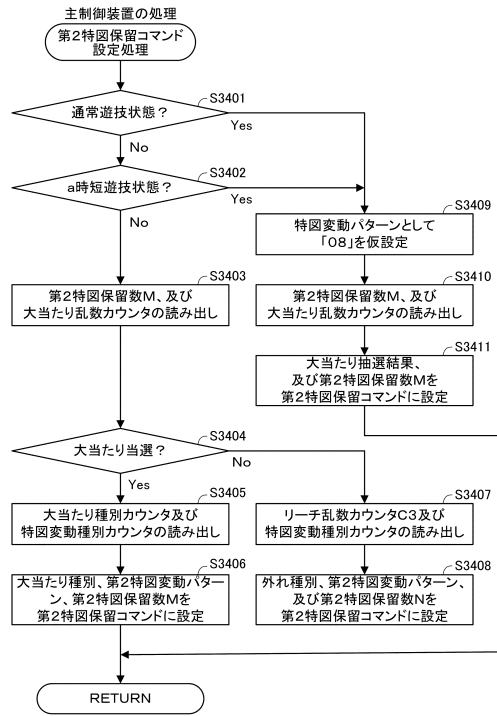 主制御装置の処理
第２特図保留コマンド
設定処理
S3401
通常遊技状態？
Yes
No
S3402
a時短遊技状態？
Yes
No
S3409
特図変動パターンとして
「０８」を仮設定
S3403
第２特図保留数Ｍ、及び
大当たり乱数カウンタの読み出し
S3410
第２特図保留数Ｍ、及び
大当たり乱数カウンタの読み出し
S3411
大当たり抽選結果、
及び第２特図保留数Ｍを
第２特図保留コマンドに設定
S3404
大当たり当選？
No
Yes
S3405
大当たり種別カウンタ及び
特図変動種別カウンタの読み出し
S3407
リーチ乱数カウンタＣ３及び
特図変動種別カウンタの読み出し
S3406
大当たり種別、第２特図変動パター
ン、第２特図保留数Ｍを
第２特図保留コマンドに設定
S3408
外れ種別、第２特図変動パターン、
及び第２特図保留数Ｎを
第２特図保留コマンドに設定
ＲＥＴＵＲＮ